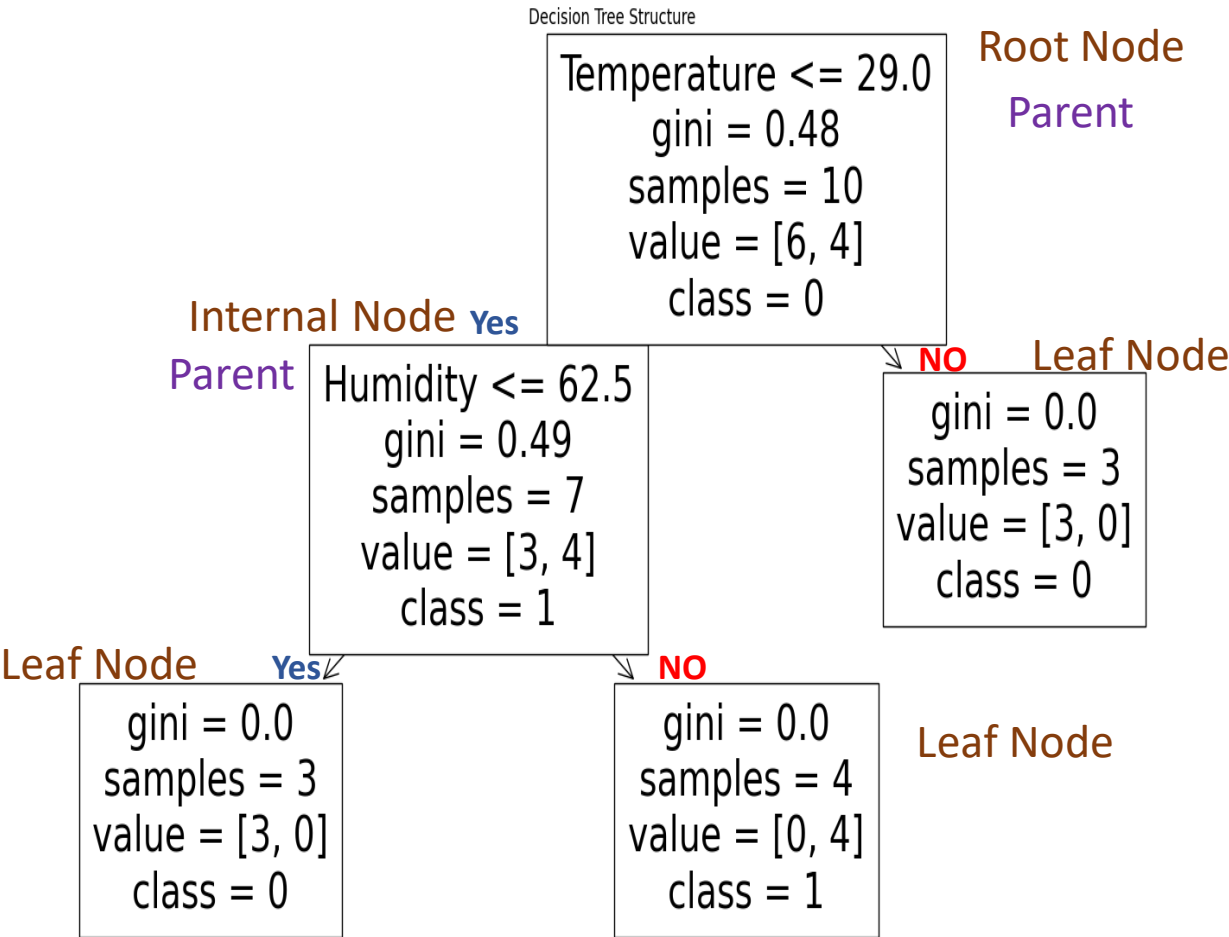 Decision Tree Structure
Root Node
Parent
Temperature <= 29.0
gini = 0.48
samples = 10
value = [6, 4]
class = 0
Internal Node
Yes
Parent
Humidity <= 62.5
gini = 0.49
samples = 7
value = [3, 4]
class = 1
NO
Leaf Node
gini = 0.0
samples = 3
value = [3, 0]
class = 0
Leaf Node
Yes
gini = 0.0
samples = 3
value = [3, 0]
class = 0
NO
gini = 0.0
samples = 4
value = [0, 4]
class = 1
Leaf Node